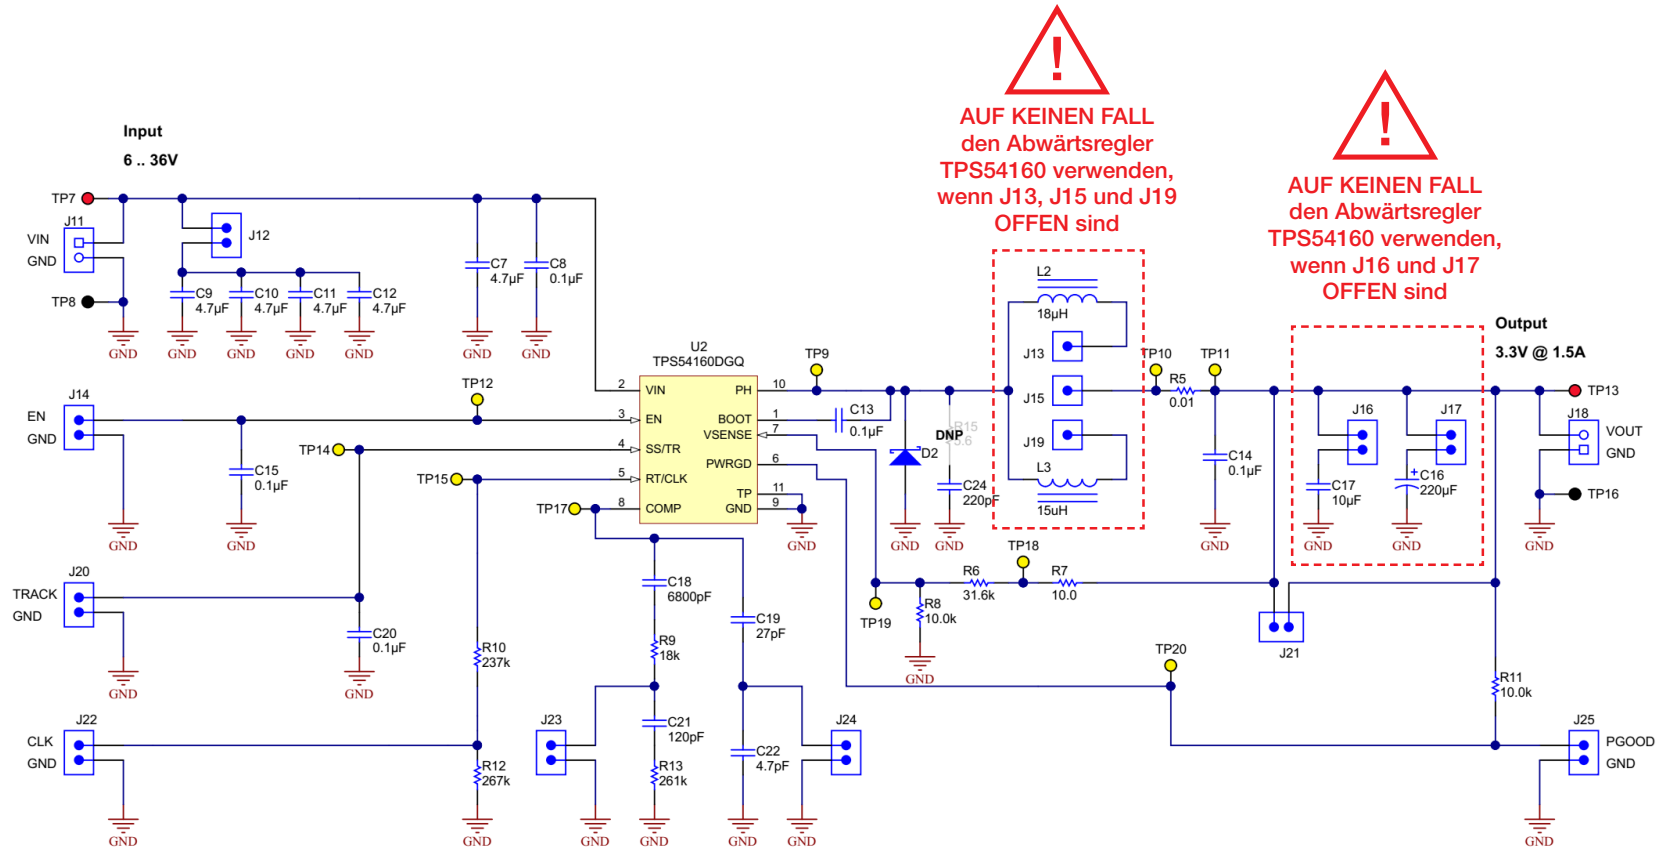 AUF KEINEN FALL
den Abwärtsregler
TPS54160 verwenden,
wenn J13, J15 und J19
OFFEN sind
AUF KEINEN FALL
den Abwärtsregler
TPS54160 verwenden,
wenn J16 und J17
OFFEN sind
Input
6 .. 36V
TP7
J11
VIN
GND
TP8
GND
J12
C9
4.7µF
C10
4.7µF
C11
4.7µF
C12
4.7µF
GND
GND
GND
GND
C7
4.7µF
C8
0.1µF
GND
GND
U2
TPS54160DGQ
2
VIN
3
EN
4
SS/TR
5
RT/CLK
8
COMP
PH
10
BOOT
1
VSENSE
7
PWRGD
6
TP
11
GND
9
GND
J14
EN
GND
GND
TP12
C15
0.1µF
GND
TP14
TP15
TP17
TP9
C13
0.1µF
D2
GND
DNP
R15
5.6
C24
220pF
GND
L2
18µH
J13
J15
J19
L3
15uH
TP10
R5
0.01
TP11
C14
0.1µF
GND
J16
C17
10µF
GND
J17
+
C16
220µF
GND
Output
3.3V @ 1.5A
TP13
J18
VOUT
GND
TP16
GND
J20
TRACK
GND
GND
C20
0.1µF
GND
C18
6800pF
R9
18k
C21
120pF
R13
261k
GND
C19
27pF
C22
4.7pF
GND
R10
237k
R12
267k
GND
J22
CLK
GND
GND
J23
GND
J24
GND
TP19
R8
10.0k
GND
R6
31.6k
TP18
R7
10.0
J21
TP20
R11
10.0k
J25
PGOOD
GND
GND